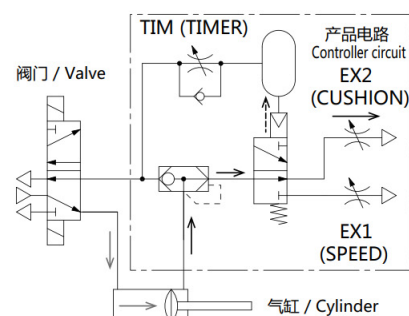 TIM (TIMER)
产品电路
Controller circuit
EX2
(CUSHION)
阀门 / Valve
EX1
(SPEED)
气缸 / Cylinder